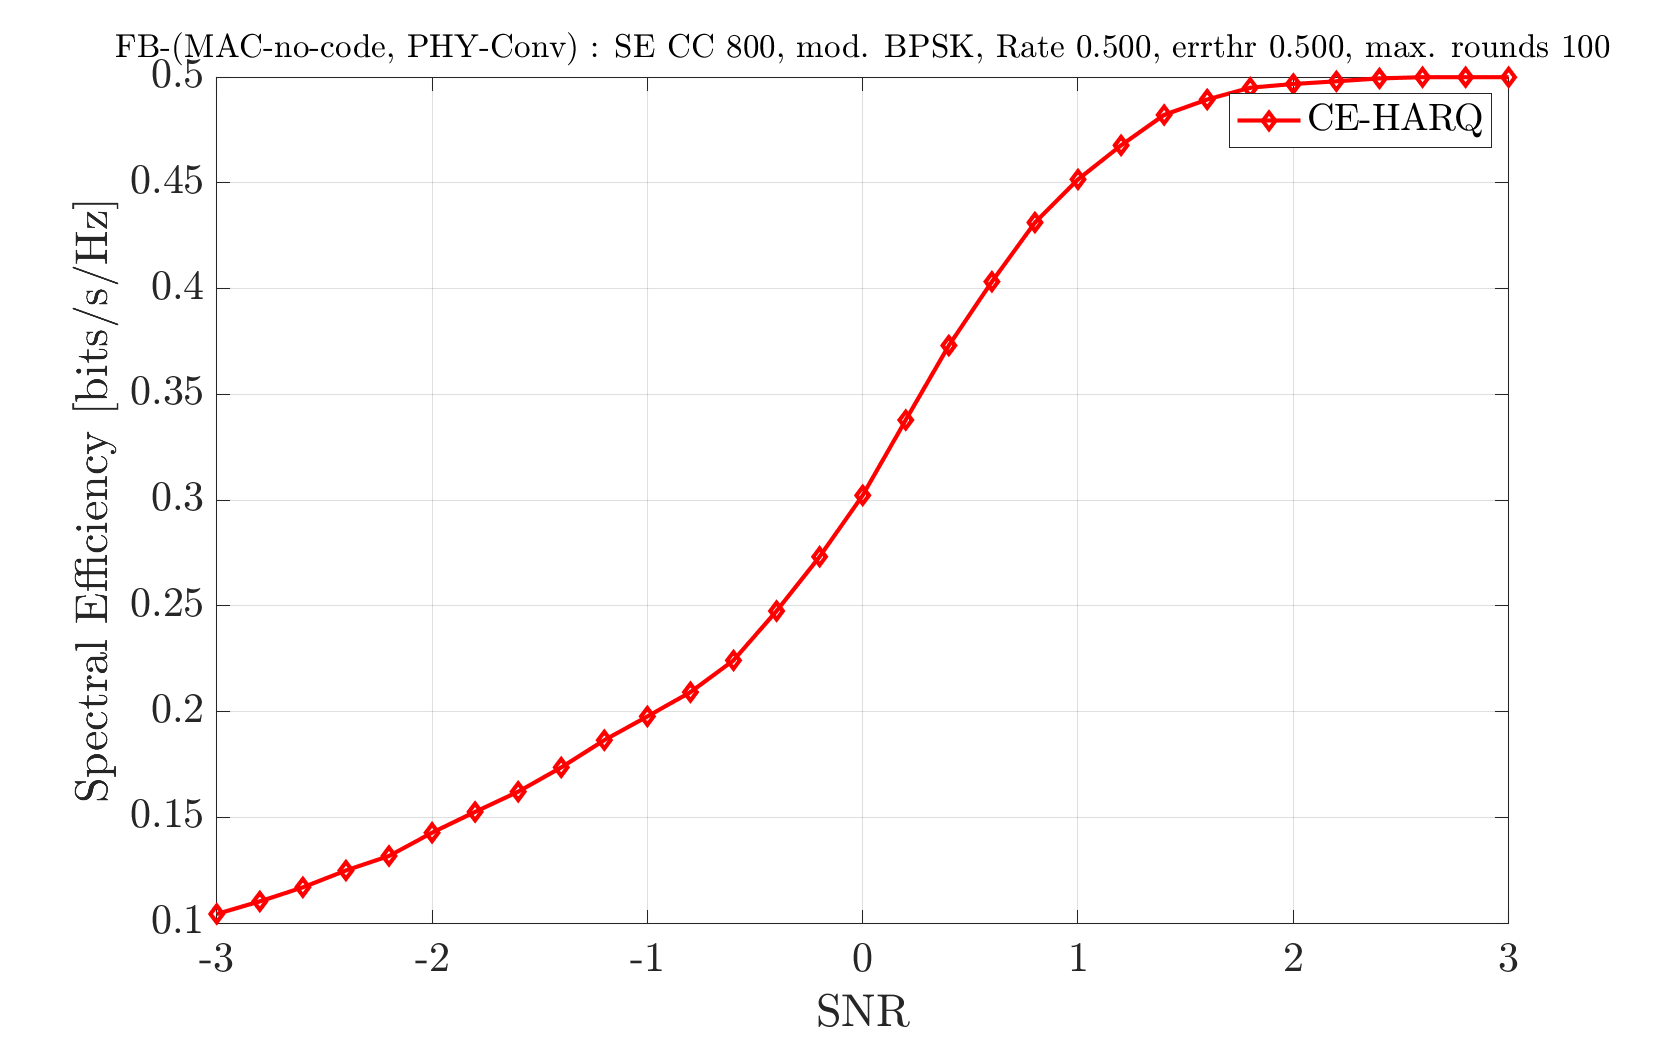 FB-(MAC-no-code, PHY-Conv) : SE CC 800, mod. BPSK, Rate 0.500, errthr 0.500, max. rounds 100
0.5
CE-HARQ
0.45
0.4
0.35
0.3
0.25
0.2
0.15
0.1
Spectral Efficiency [bits/s/Hz]
-3 -2 -1 0 1 2 3
SNR